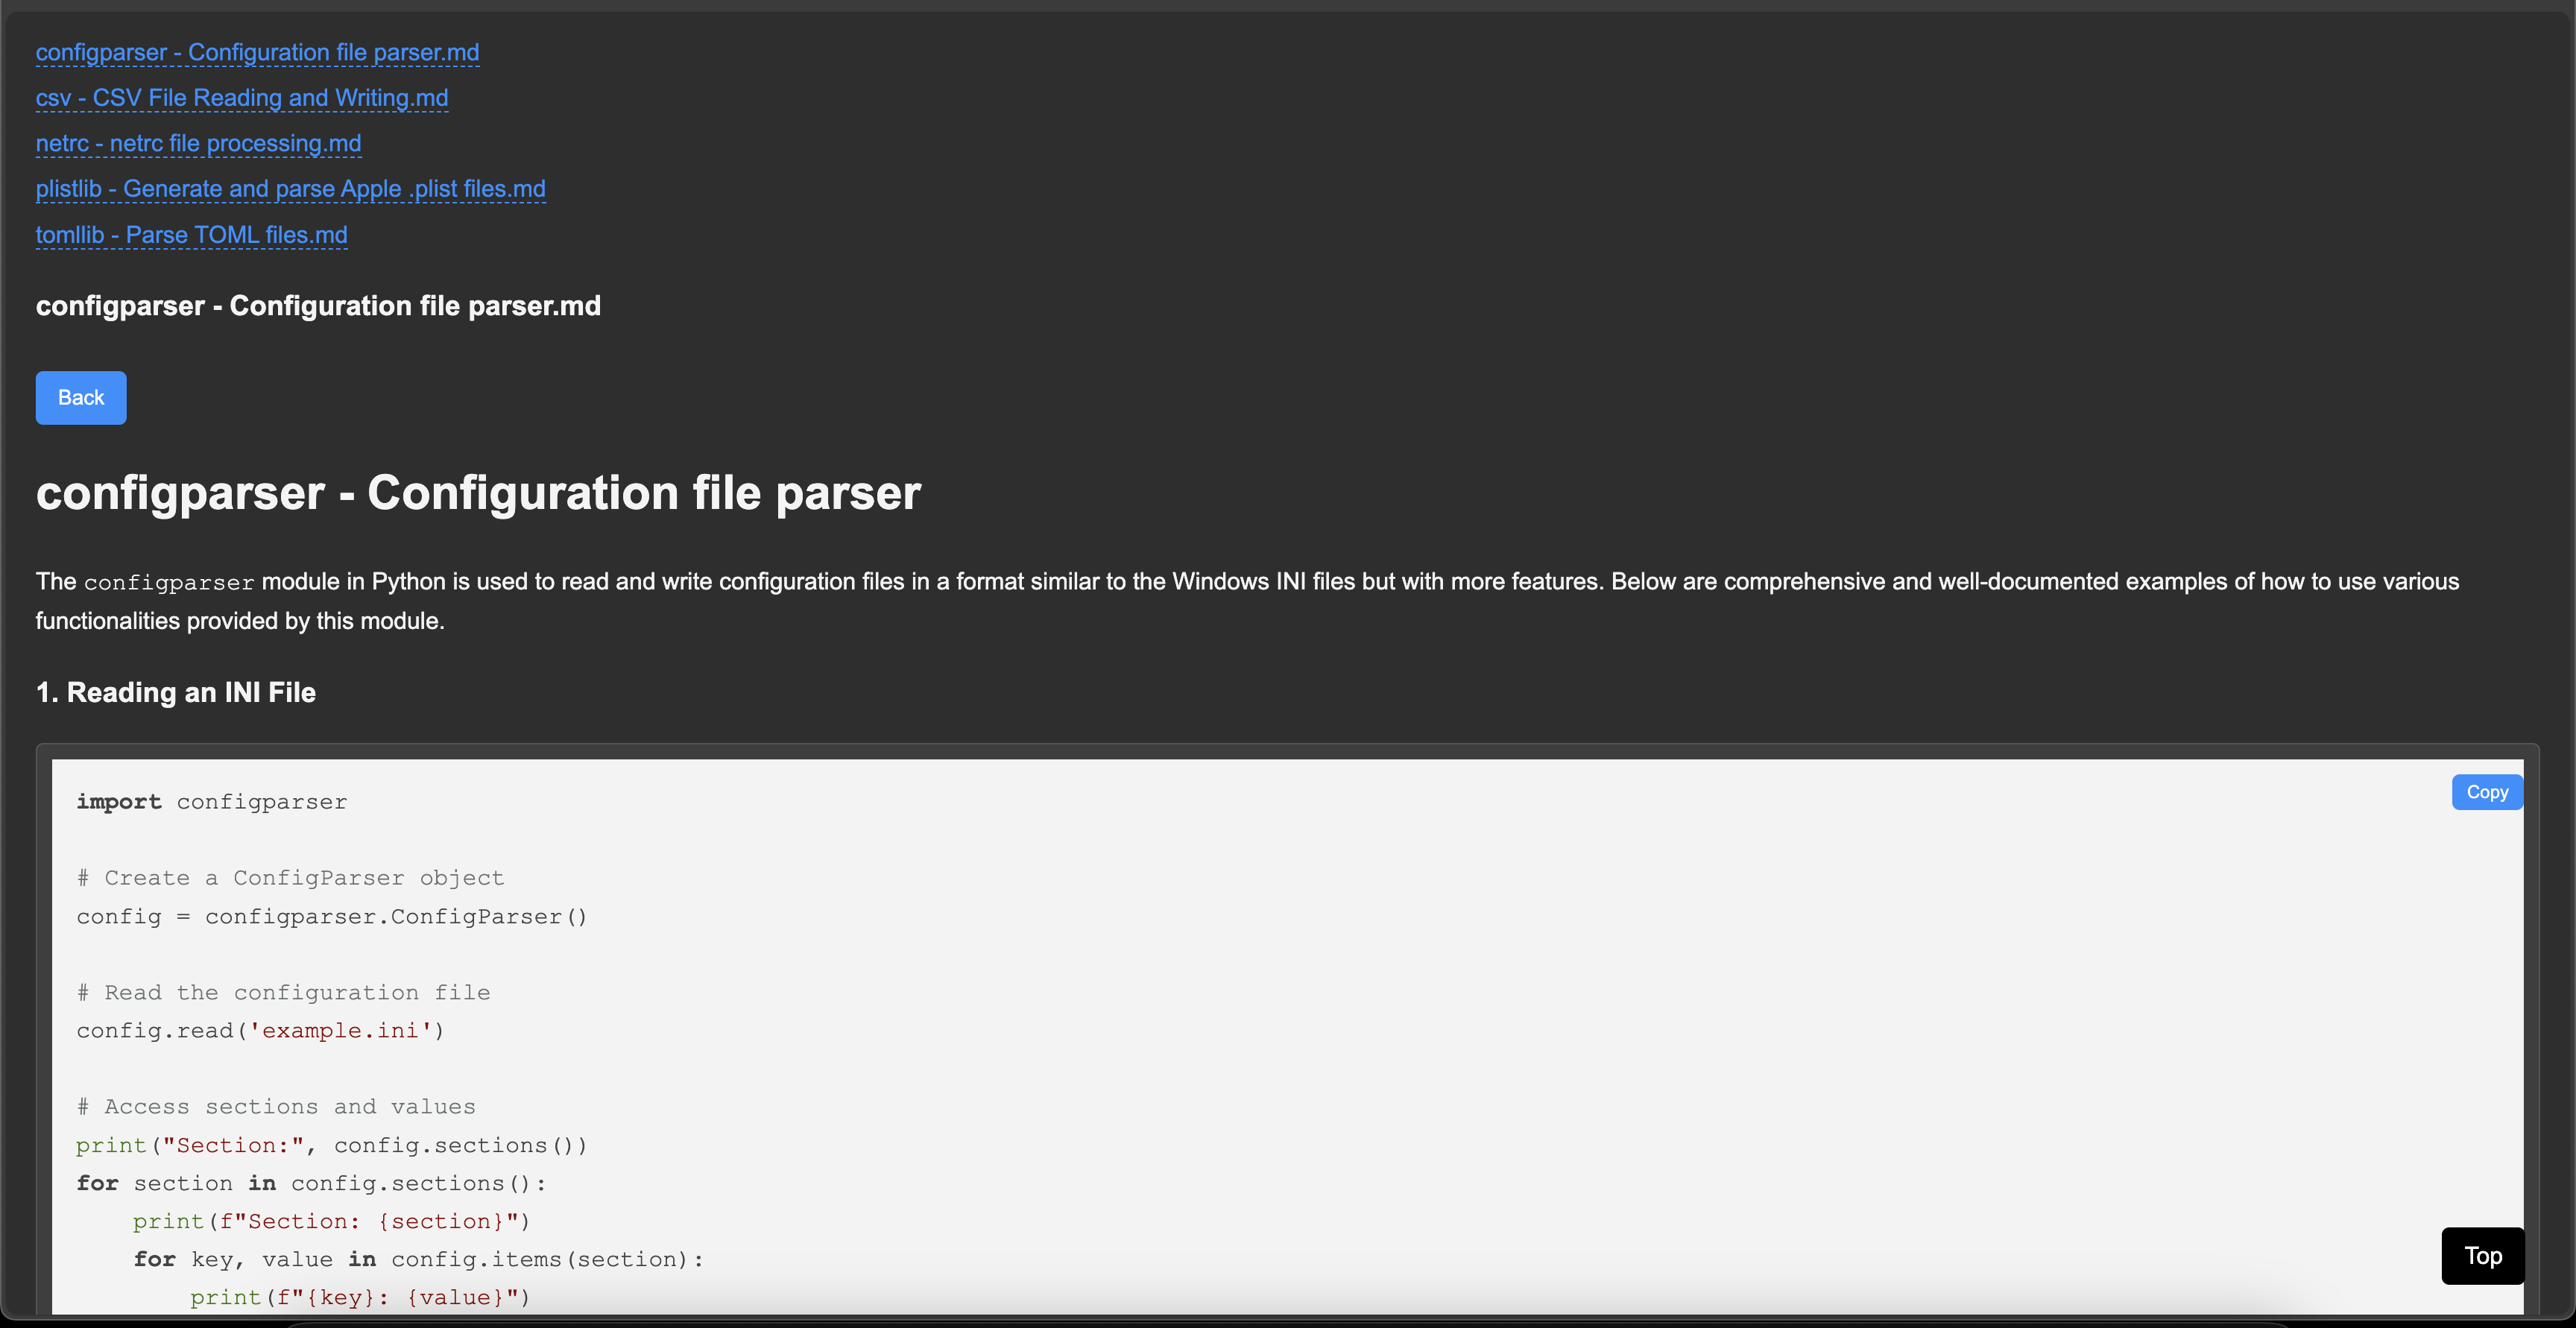 configparser - Configuration file parser.md
csv - CSV File Reading and Writing.md
netrc - netrc file processing.md
plistlib - Generate and parse Apple .plist files.md
tomllib - Parse TOML files.md
configparser - Configuration file parser.md
Back
configparser - Configuration file parser
The configparser module in Python is used to read and write configuration files in a format similar to the Windows INI files but with more features. Below are comprehensive and well-documented examples of how to use various
functionalities provided by this module.
1. Reading an INI File
Copy
import configparser
# Create a ConfigParser object
config = configparser.ConfigParser()
# Read the configuration file
config.read('example.ini')
# Access sections and values
print("Section:", config.sections())
for section in config.sections():
    print(f"Section: {section}")
    for key, value in config.items(section):
        print(f"{key}: {value}")
Top